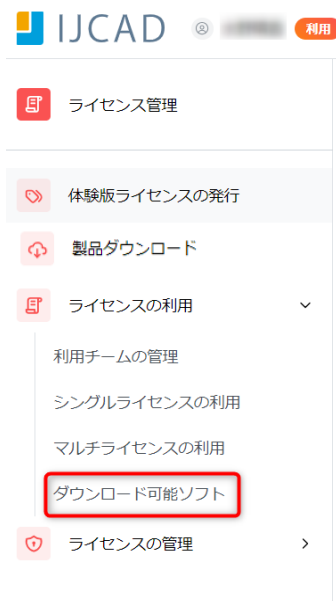 IJCAD
利用
ライセンス管理
体験版ライセンスの発行
製品ダウンロード
ライセンスの利用
利用チームの管理
シングルライセンスの利用
マルチライセンスの利用
ダウンロード可能ソフト
ライセンスの管理